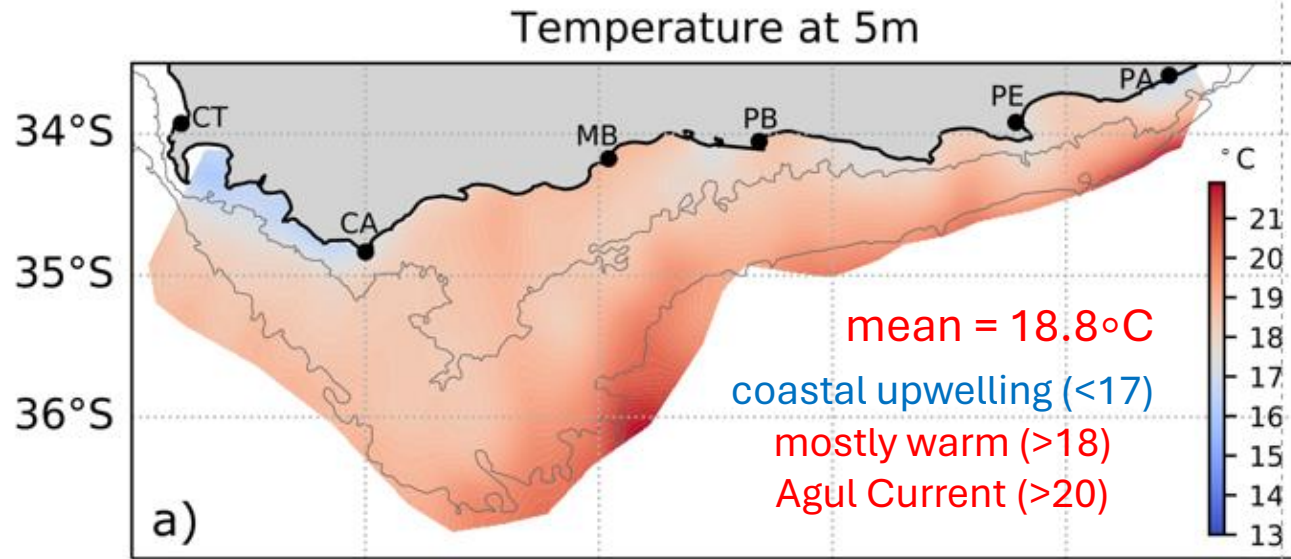 Temperature at 5m
34°S
35°S
36°S
CT
CA
MB
PB
PE
PA
°C
21
20
19
18
17
16
15
14
13
mean = 18.8∘C
coastal upwelling (<17)
mostly warm (>18)
Agul Current (>20)
a)